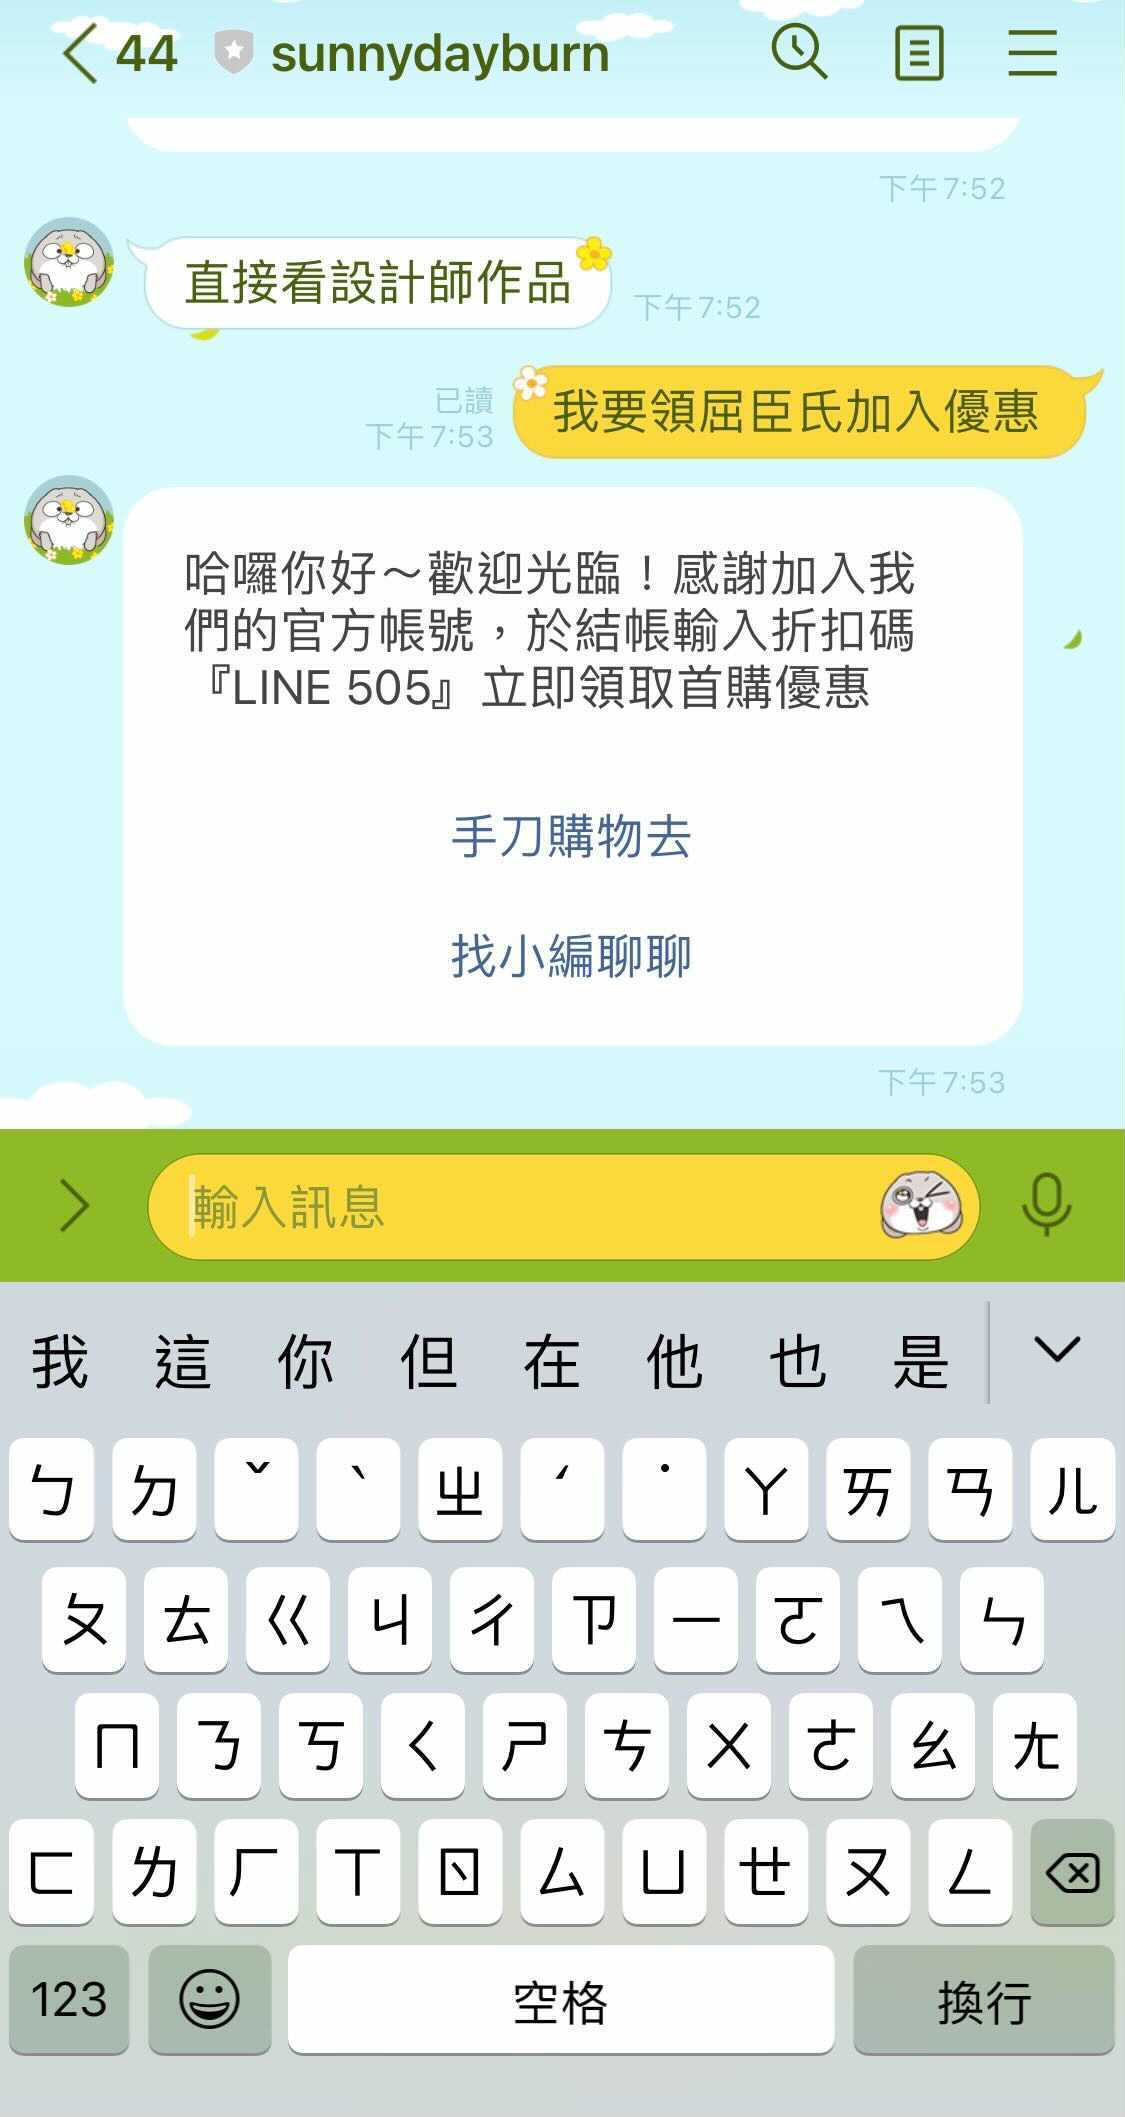 44 sunnydayburn
下午7:52
直接看設計師作品
下午7:52
我要領屈臣氏加入優惠
已讀
下午7:53
哈囉你好～歡迎光臨！感謝加入我
們的官方帳號，於結帳輸入折扣碼
『LINE 505』立即領取首購優惠
手刀購物去
找小編聊聊
下午7:53
輸入訊息
我 這 你 但 在 他 也 是
ㄅ ㄉ ˇ ˋ ㄓ ˊ ˙ ㄚ ㄞ ㄢ ㄦ
ㄆ ㄊ ㄍ ㄐ ㄔ ㄗ ㄧ ㄛ ㄟ ㄣ
ㄇ ㄋ ㄎ ㄑ ㄕ ㄘ ㄨ ㄜ ㄠ ㄤ
ㄈ ㄌ ㄏ ㄒ ㄖ ㄙ ㄩ ㄝ ㄡ ㄥ
123 空格 換行